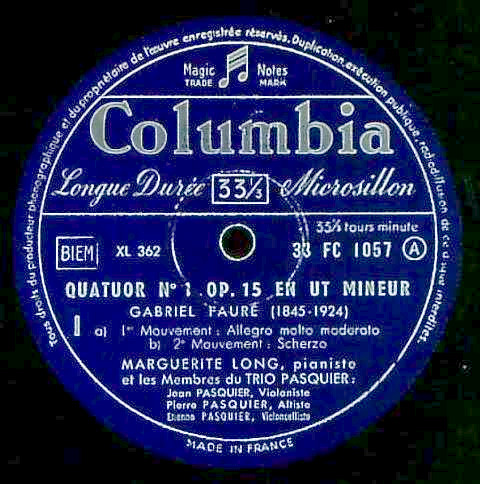 Tous droits du producteur phonographique et du propriétaire de l'œuvre enregistrée réservés. Duplication, exécution publique, radiodiffusion de ce disque interdites.
Magic Notes
TRADE MARK
Columbia
Longue Durée 33⅓ Microsillon
33⅓ tours minute
BIEM XL 362 33 FC 1057 A
QUATUOR N° 1 OP. 15 EN UT MINEUR
GABRIEL FAURÉ (1845-1924)
1 a) 1er Mouvement : Allegro molto moderato
b) 2e Mouvement : Scherzo
MARGUERITE LONG, pianiste
et les Membres du TRIO PASQUIER :
Jean PASQUIER, Violoniste
Pierre PASQUIER, Altiste
Etienne PASQUIER, Violoncelliste
MADE IN FRANCE